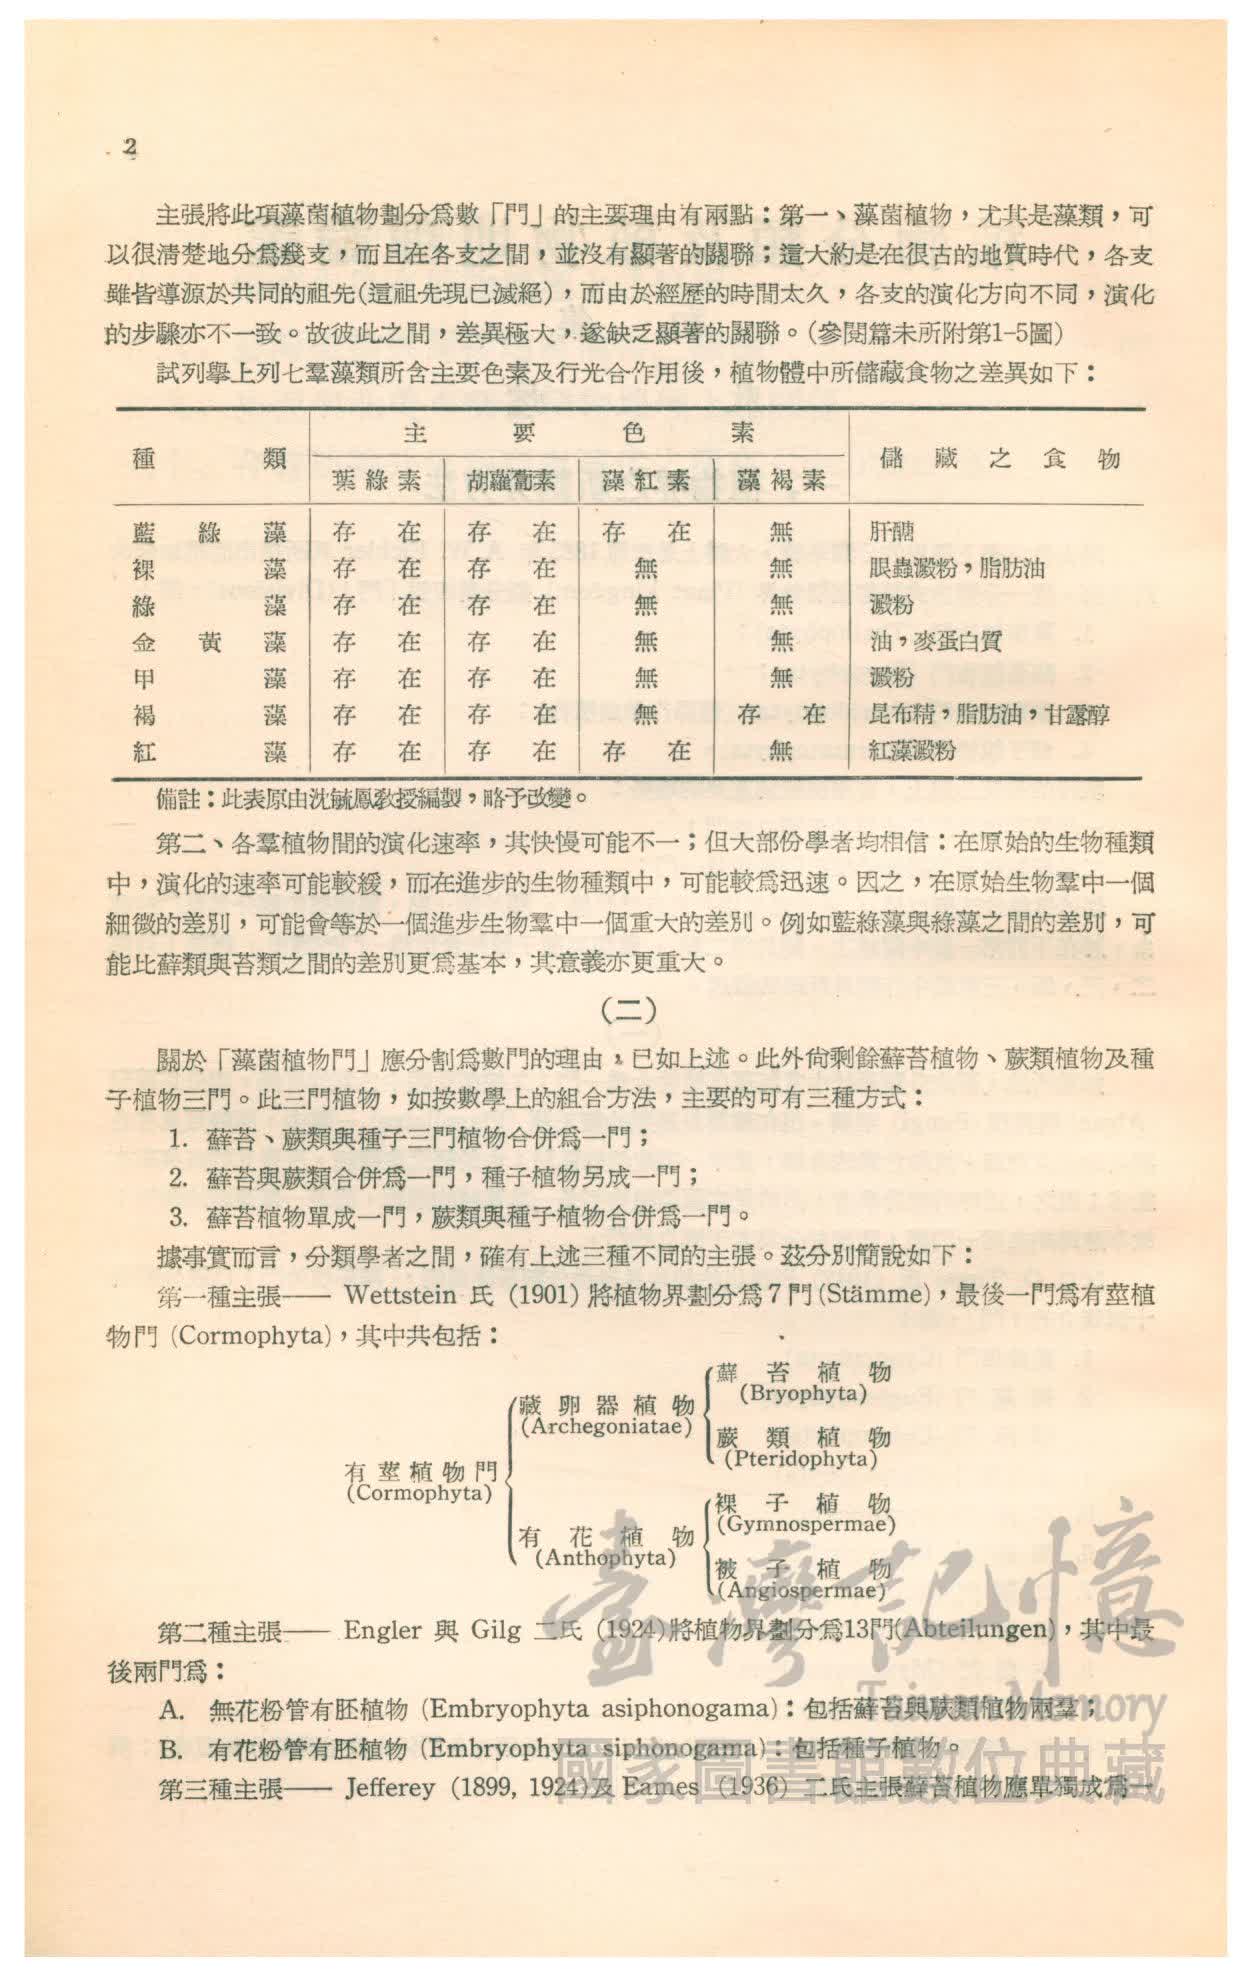 2
主張將此項藻菌植物劃分爲數「門」的主要理由有兩點：第一、藻菌植物，尤其是藻類，可
以很清楚地分爲幾支，而且在各支之間，並沒有顯著的關聯；這大約是在很古的地質時代，各支
雖皆導源於共同的祖先(這祖先現已滅絕)，而由於經歷的時間太久，各支的演化方向不同，演化
的步驟亦不一致。故彼此之間，差異極大，遂缺乏顯著的關聯。(參閱篇末所附第1–5圖)
試列舉上列七羣藻類所含主要色素及行光合作用後，植物體中所儲藏食物之差異如下：
種類 主要色素 儲藏之食物
葉綠素 胡蘿蔔素 藻紅素 藻褐素
藍綠藻 存在 存在 存在 無 肝醣
裸藻 存在 存在 無 無 眼蟲澱粉，脂肪油
綠藻 存在 存在 無 無 澱粉
金黃藻 存在 存在 無 無 油，麥蛋白質
甲藻 存在 存在 無 無 澱粉
褐藻 存在 存在 無 存在 昆布精，脂肪油，甘露醇
紅藻 存在 存在 存在 無 紅藻澱粉
備註：此表原由沈毓鳳敎授編製，略予改變。
第二、各羣植物間的演化速率，其快慢可能不一；但大部份學者均相信：在原始的生物種類
中，演化的速率可能較緩，而在進步的生物種類中，可能較爲迅速。因之，在原始生物羣中一個
細微的差別，可能會等於一個進步生物羣中一個重大的差別。例如藍綠藻與綠藻之間的差別，可
能比蘚類與苔類之間的差別更爲基本，其意義亦更重大。
(二)
關於「藻菌植物門」應分割爲數門的理由，已如上述。此外尙剩餘蘚苔植物、蕨類植物及種
子植物三門。此三門植物，如按數學上的組合方法，主要的可有三種方式：
1. 蘚苔、蕨類與種子三門植物合併爲一門；
2. 蘚苔與蕨類合併爲一門，種子植物另成一門；
3. 蘚苔植物單成一門，蕨類與種子植物合併爲一門。
據事實而言，分類學者之間，確有上述三種不同的主張。茲分別簡說如下：
第一種主張—— Wettstein 氏 (1901) 將植物界劃分爲7門(Stämme)，最後一門爲有莖植
物門 (Cormophyta)，其中共包括：
蘚苔植物
(Bryophyta)
藏卵器植物
(Archegoniatae)
蕨類植物
(Pteridophyta)
有莖植物門
(Cormophyta)
裸子植物
(Gymnospermae)
有花植物
(Anthophyta)
被子植物
(Angiospermae)
第二種主張—— Engler 與 Gilg 二氏 (1924)將植物界劃分爲13門(Abteilungen)，其中最
後兩門爲：
A. 無花粉管有胚植物 (Embryophyta asiphonogama)：包括蘚苔與蕨類植物兩羣；
B. 有花粉管有胚植物 (Embryophyta siphonogama)：包括種子植物。
第三種主張—— Jefferey (1899, 1924)及 Eames (1936) 二氏主張蘚苔植物應單獨成爲一
臺灣記憶
Taiwan Memory
國家圖書館數位典藏